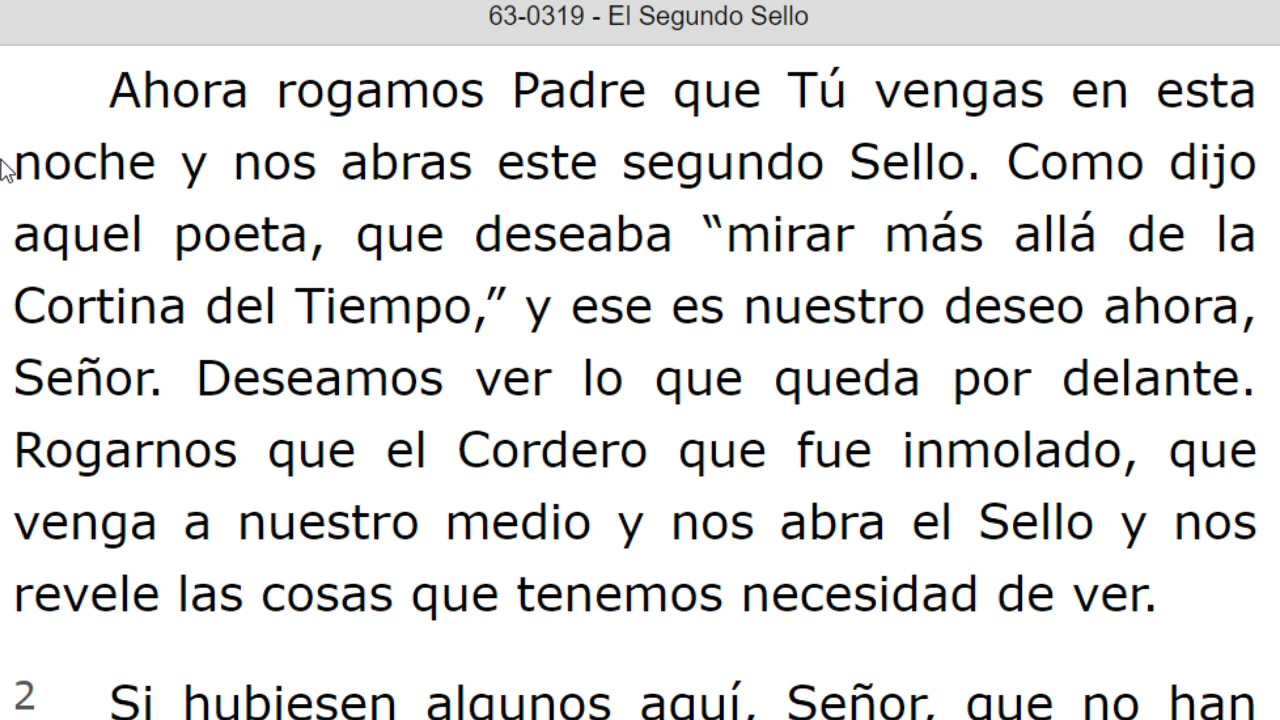 63-0319 - El Segundo Sello
Ahora rogamos Padre que Tú vengas en esta
noche y nos abras este segundo Sello. Como dijo
aquel poeta, que deseaba “mirar más allá de la
Cortina del Tiempo,” y ese es nuestro deseo ahora,
Señor. Deseamos ver lo que queda por delante.
Rogarnos que el Cordero que fue inmolado, que
venga a nuestro medio y nos abra el Sello y nos
revele las cosas que tenemos necesidad de ver.
2 Si hubiesen algunos aquí, Señor, que no han